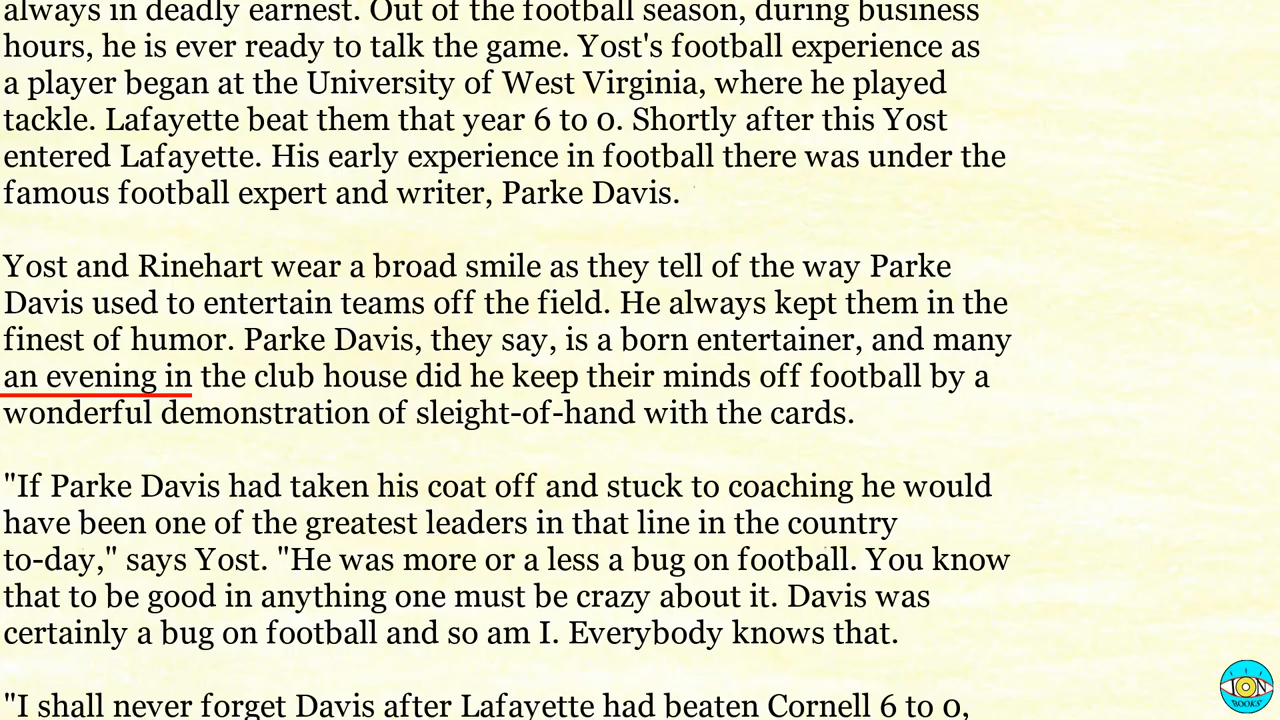 always in deadly earnest. Out of the football season, during business
hours, he is ever ready to talk the game. Yost's football experience as
a player began at the University of West Virginia, where he played
tackle. Lafayette beat them that year 6 to 0. Shortly after this Yost
entered Lafayette. His early experience in football there was under the
famous football expert and writer, Parke Davis.
Yost and Rinehart wear a broad smile as they tell of the way Parke
Davis used to entertain teams off the field. He always kept them in the
finest of humor. Parke Davis, they say, is a born entertainer, and many
an evening in the club house did he keep their minds off football by a
wonderful demonstration of sleight-of-hand with the cards.
"If Parke Davis had taken his coat off and stuck to coaching he would
have been one of the greatest leaders in that line in the country
to-day," says Yost. "He was more or a less a bug on football. You know
that to be good in anything one must be crazy about it. Davis was
certainly a bug on football and so am I. Everybody knows that.
"I shall never forget Davis after Lafayette had beaten Cornell 6 to 0,
ION
BOOKS